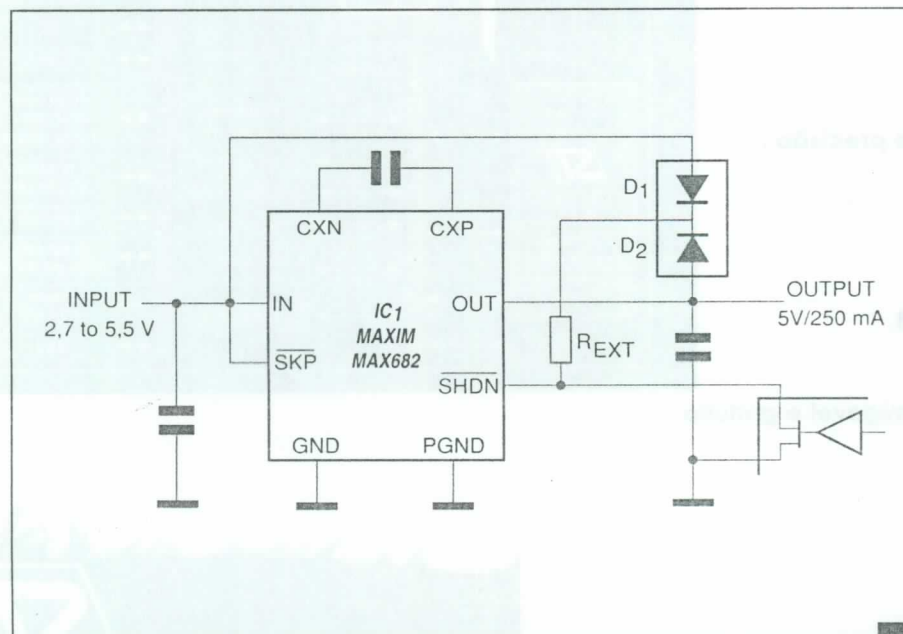 CXN
CXP
D1
D2
INPUT
2,7 to 5,5 V
IN
IC1
MAXIM
MAX682
OUT
OUTPUT
5V/250 mA
SKP
REXT
SHDN
GND
PGND